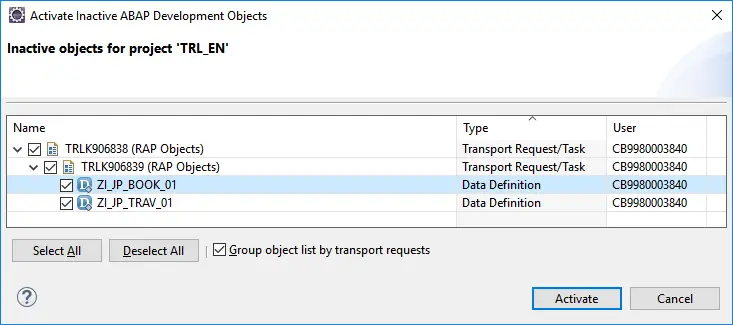 Activate Inactive ABAP Development Objects
Inactive objects for project 'TRL_EN'
Name Type User
TRLK906838 (RAP Objects) Transport Request/Task CB9980003840
TRLK906839 (RAP Objects) Transport Request/Task CB9980003840
ZI_JP_BOOK_01 Data Definition CB9980003840
ZI_JP_TRAV_01 Data Definition CB9980003840
Select All Deselect All Group object list by transport requests
? Activate Cancel